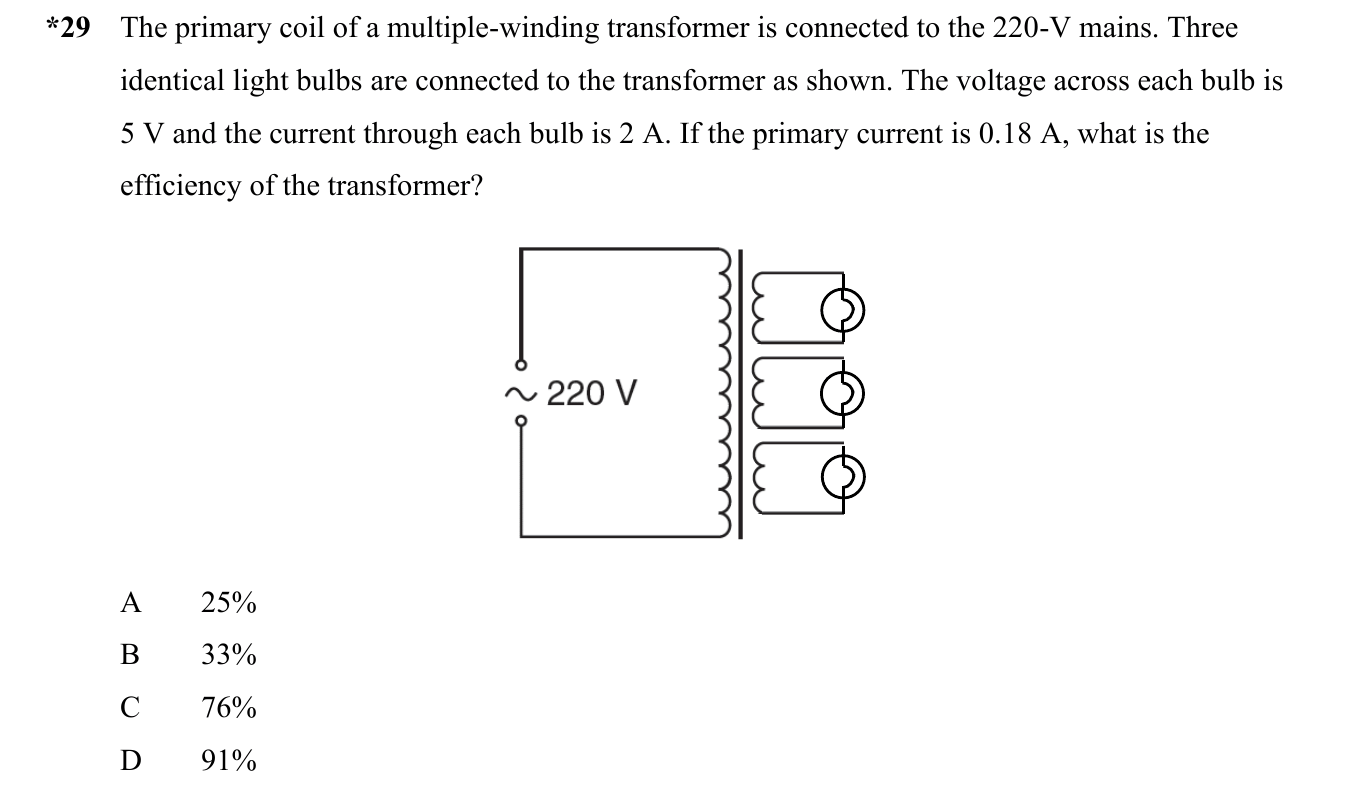 *29 The primary coil of a multiple-winding transformer is connected to the 220-V mains. Three
identical light bulbs are connected to the transformer as shown. The voltage across each bulb is
5 V and the current through each bulb is 2 A. If the primary current is 0.18 A, what is the
efficiency of the transformer?
~ 220 V
A 25%
B 33%
C 76%
D 91%